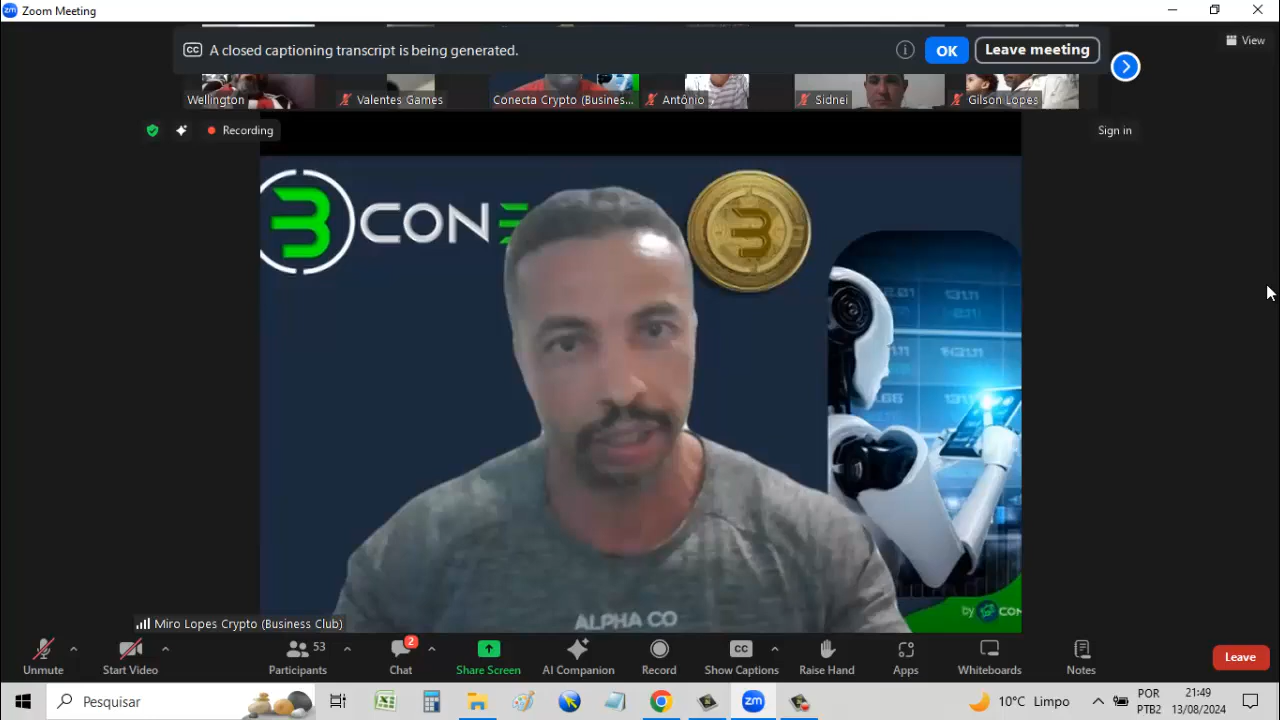 Zoom Meeting
A closed captioning transcript is being generated.
OK
Leave meeting
View
Wellington
Valentes Games
Conecta Crypto (Busines...
Antônio
Sidnei
Gilson Lopes
Recording
Sign in
CON
ALPHA CO
by CON
Miro Lopes Crypto (Business Club)
Unmute
Start Video
53
Participants
2
Chat
Share Screen
AI Companion
Record
CC
Show Captions
Raise Hand
Apps
Whiteboards
Notes
Leave
Pesquisar
zm
10°C Limpo
POR
PTB2
21:49
13/08/2024